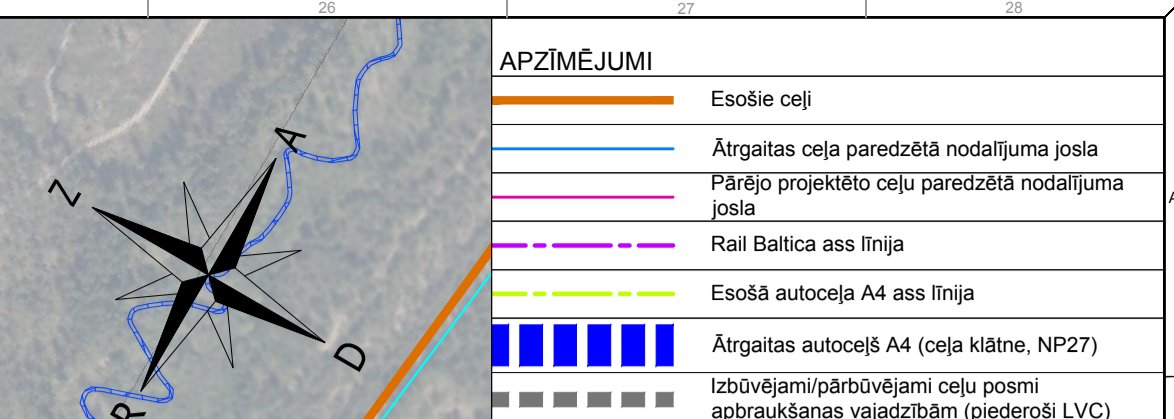 26
27
28
APZĪMĒJUMI
Esošie ceļi
Ātrgaitas ceļa paredzētā nodalījuma josla
Pārējo projektēto ceļu paredzētā nodalījuma
josla
Rail Baltica ass līnija
Esošā autoceļa A4 ass līnija
Ātrgaitas autoceļš A4 (ceļa klātne, NP27)
Izbūvējami/pārbūvējami ceļu posmi
apbraukšanas vajadzībām (piederoši LVC)
A
Z
D
R
A